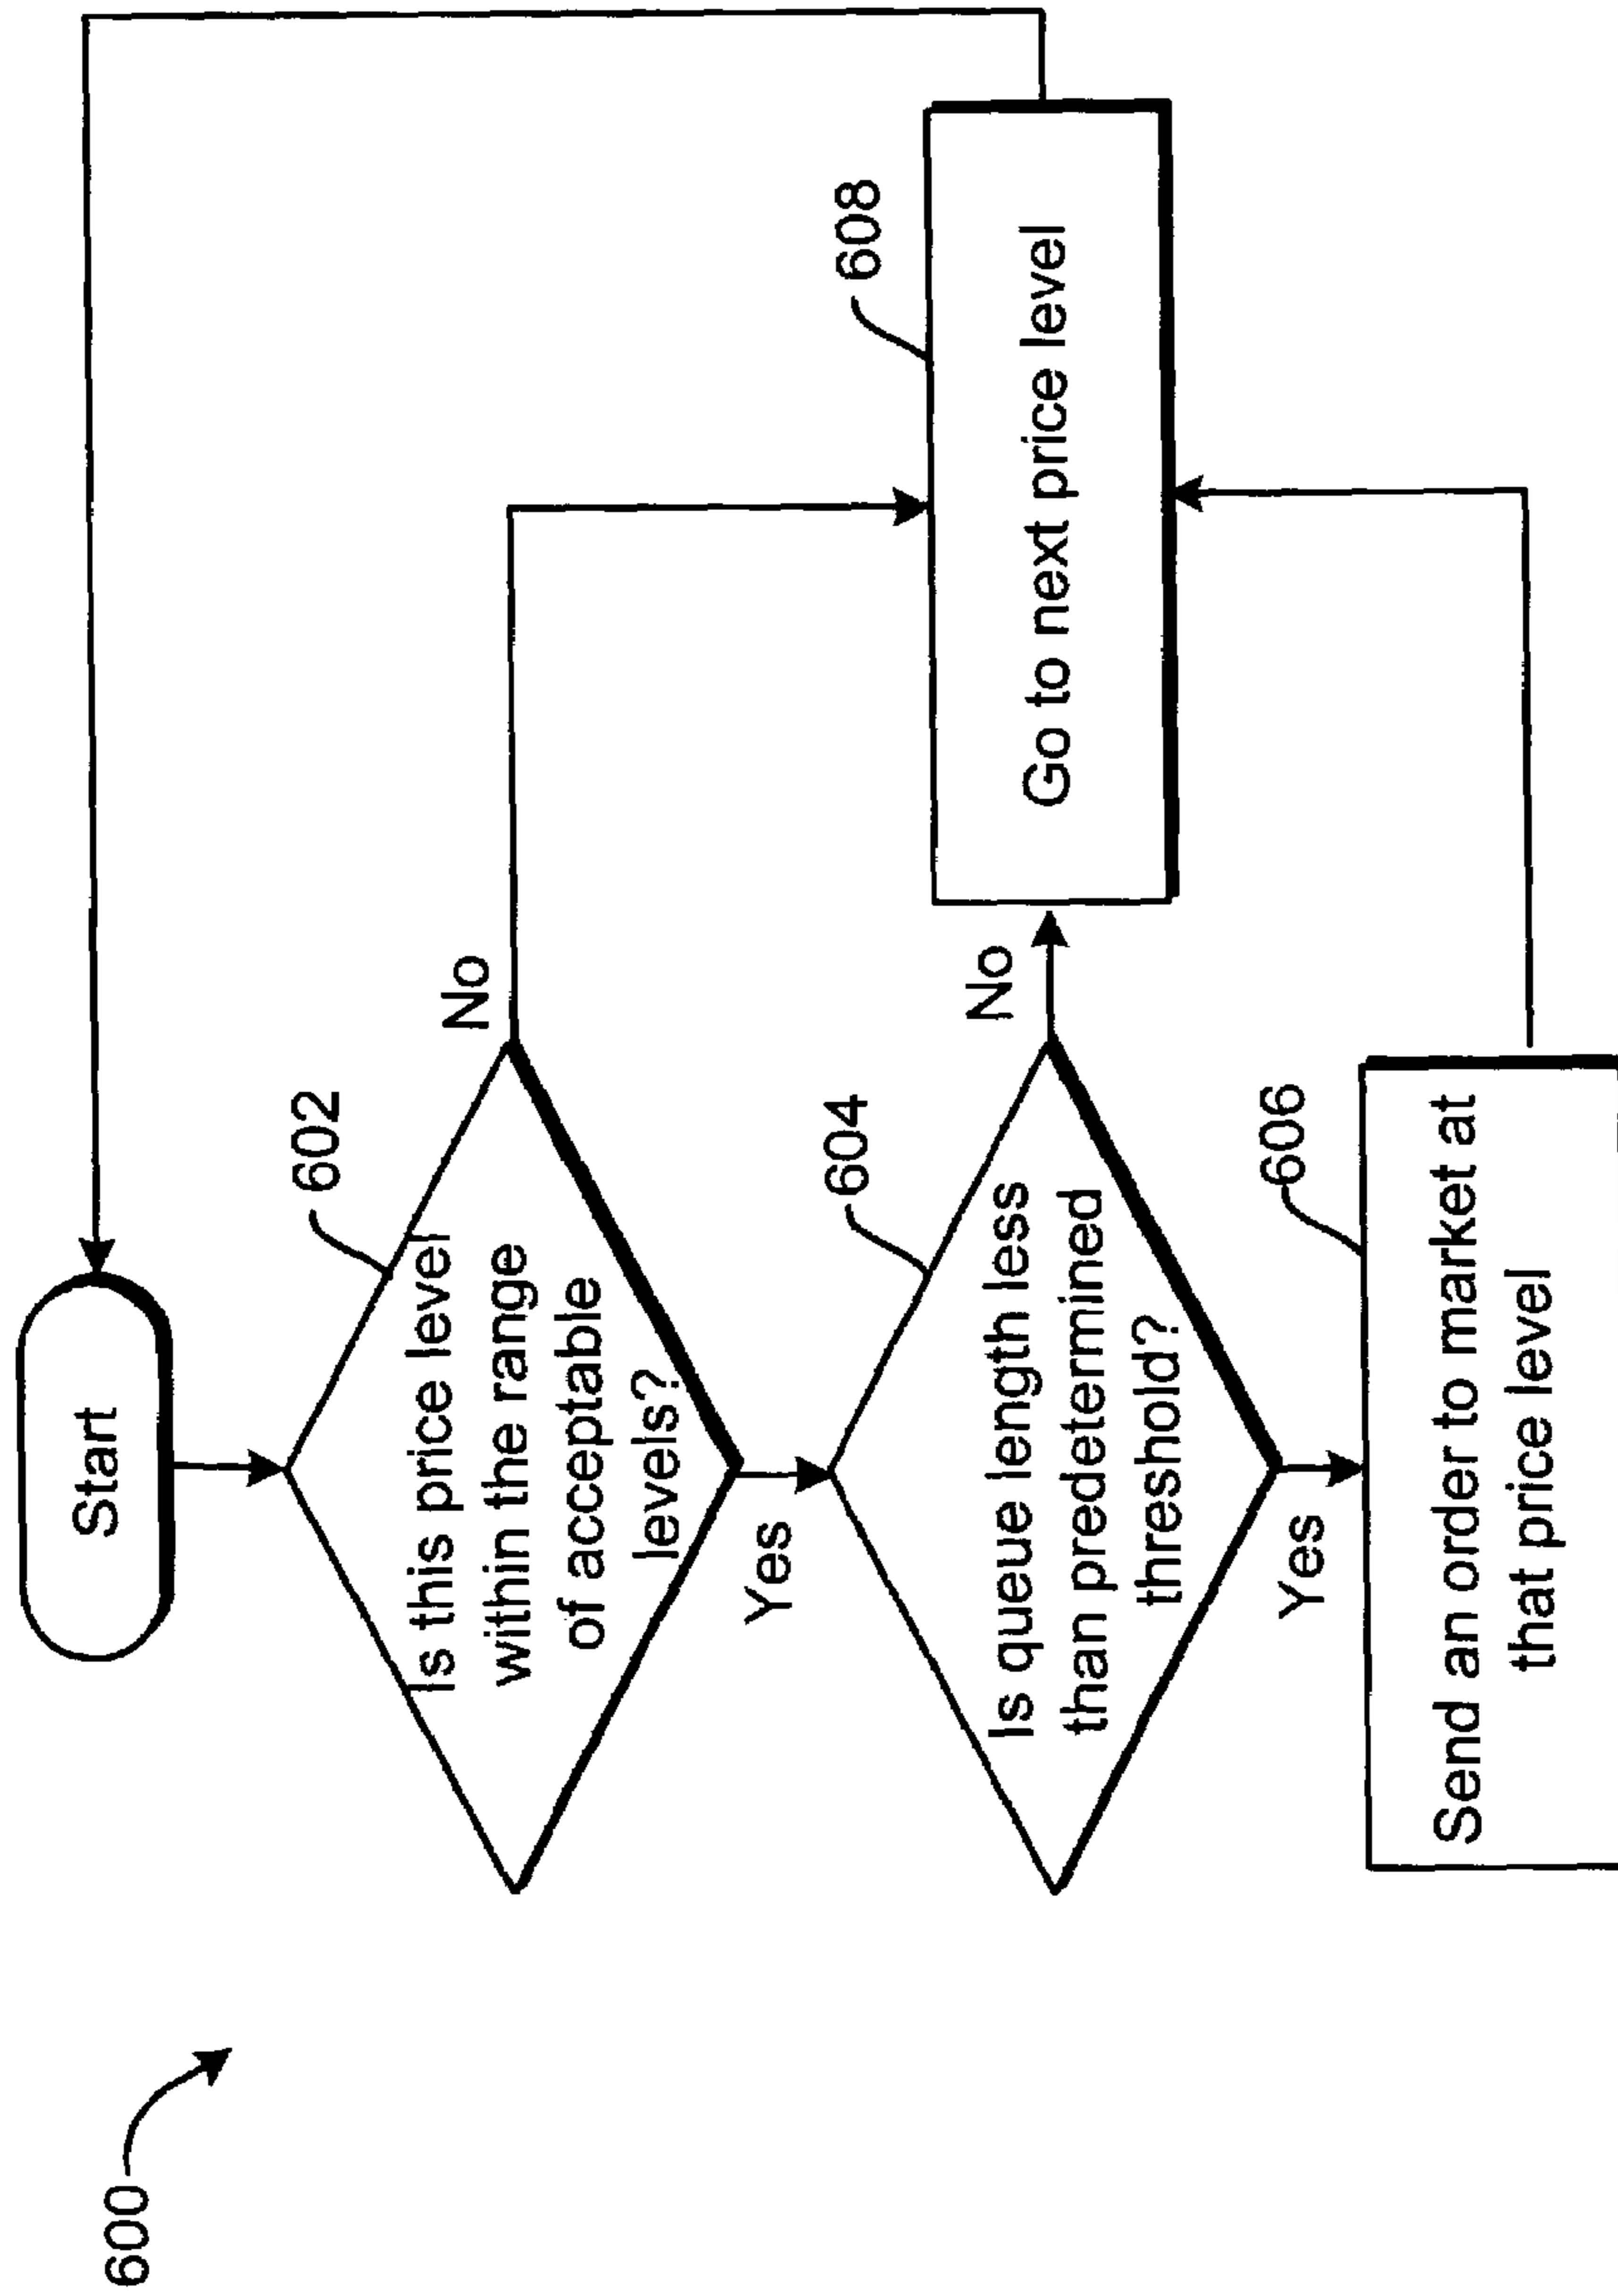 600
Start
602
Is this price level
within the range
of acceptable
levels?
No
Yes
604
Is queue length less
than predetermined
threshold?
No
Yes
606
Send an order to market at
that price level
608
Go to next price level